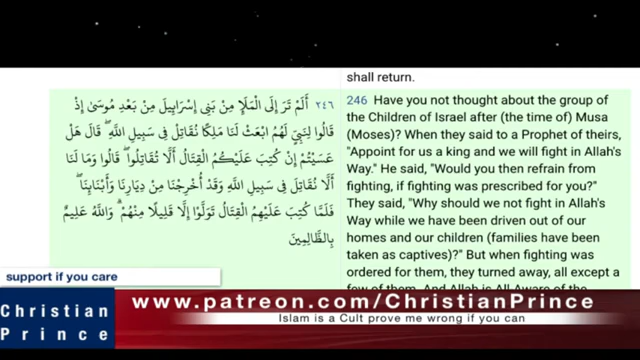 shall return.
٢٤٦ أَلَمْ تَرَ إِلَى الْمَلَإِ مِن بَنِي إِسْرَائِيلَ مِن بَعْدِ مُوسَىٰ إِذْ
قَالُوا لِنَبِيٍّ لَّهُمُ ابْعَثْ لَنَا مَلِكًا نُّقَاتِلْ فِي سَبِيلِ اللَّهِ ۖ قَالَ هَلْ
عَسَيْتُمْ إِن كُتِبَ عَلَيْكُمُ الْقِتَالُ أَلَّا تُقَاتِلُوا ۖ قَالُوا وَمَا لَنَا
أَلَّا نُقَاتِلَ فِي سَبِيلِ اللَّهِ وَقَدْ أُخْرِجْنَا مِن دِيَارِنَا وَأَبْنَائِنَا ۖ
فَلَمَّا كُتِبَ عَلَيْهِمُ الْقِتَالُ تَوَلَّوْا إِلَّا قَلِيلًا مِّنْهُمْ ۗ وَاللَّهُ عَلِيمٌ
بِالظَّالِمِينَ
246 Have you not thought about the group of
the Children of Israel after (the time of) Musa
(Moses)? When they said to a Prophet of theirs,
"Appoint for us a king and we will fight in Allah's
Way." He said, "Would you then refrain from
fighting, if fighting was prescribed for you?"
They said, "Why should we not fight in Allah's
Way while we have been driven out of our
homes and our children (families have been
taken as captives)?" But when fighting was
ordered for them, they turned away, all except a
few of them. And Allah is All-Aware of the
support if you care
Christian
Prince
www.patreon.com/ChristianPrince
Islam is a Cult prove me wrong if you can